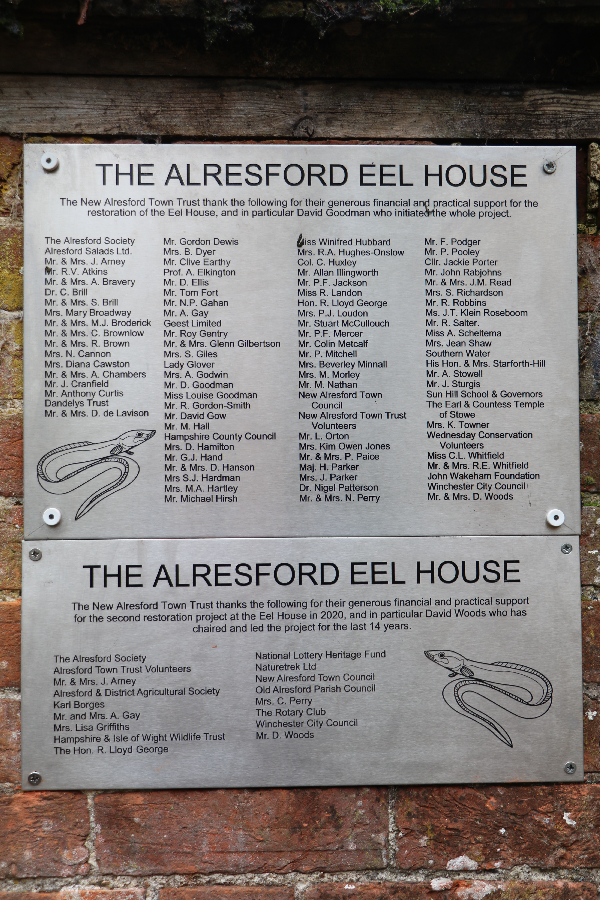 THE ALRESFORD EEL HOUSE
The New Alresford Town Trust thank the following for their generous financial and practical support for the
restoration of the Eel House, and in particular David Goodman who initiated the whole project.
The Alresford Society
Alresford Salads Ltd.
Mr. & Mrs. J. Arney
Mr. R.V. Atkins
Mr. & Mrs. A. Bravery
Dr. C. Brill
Mr. & Mrs. S. Brill
Mrs. Mary Broadway
Mr. & Mrs. M.J. Broderick
Mr. & Mrs. C. Brownlow
Mr. & Mrs. R. Brown
Mrs. N. Cannon
Mrs. Diana Cawston
Mr. & Mrs. A. Chambers
Mr. J. Cranfield
Mr. Anthony Curtis
Dandelys Trust
Mr. & Mrs. D. de Lavison
Mr. Gordon Dewis
Mrs. B. Dyer
Mr. Clive Earthy
Prof. A. Elkington
Mr. D. Ellis
Mr. Tom Fort
Mr. N.P. Gahan
Mr. A. Gay
Geest Limited
Mr. Roy Gentry
Mr. & Mrs. Glenn Gilbertson
Mrs. S. Giles
Lady Glover
Mrs. A. Godwin
Mr. D. Goodman
Miss Louise Goodman
Mr. R. Gordon-Smith
Mr. David Gow
Mr. M. Hall
Hampshire County Council
Mrs. D. Hamilton
Mr. G.J. Hand
Mr. & Mrs. D. Hanson
Mrs S.J. Hardman
Mrs. M.A. Hartley
Mr. Michael Hirsh
Miss Winifred Hubbard
Mrs. R.A. Hughes-Onslow
Col. C. Huxley
Mr. Allan Illingworth
Mr. P.F. Jackson
Miss R. Landon
Hon. R. Lloyd George
Mrs. P.J. Loudon
Mr. Stuart McCullouch
Mr. P.F. Mercer
Mr. Colin Metcalf
Mr. P. Mitchell
Mrs. Beverley Minnall
Mrs. M. Morley
Mr. M. Nathan
New Alresford Town
Council
New Alresford Town Trust
Volunteers
Mr. L. Orton
Mrs. Kim Owen Jones
Mr. & Mrs. P. Paice
Maj. H. Parker
Mrs. J. Parker
Dr. Nigel Patterson
Mr. & Mrs. N. Perry
Mr. F. Podger
Mr. P. Pooley
Cllr. Jackie Porter
Mr. John Rabjohns
Mr. & Mrs. J.M. Read
Mrs. S. Richardson
Mr. R. Robbins
Ms. J.T. Klein Roseboom
Mr. R. Salter.
Miss A. Scheltema
Mrs. Jean Shaw
Southern Water
His Hon. & Mrs. Starforth-Hill
Mr. A. Stowell
Mr. J. Sturgis
Sun Hill School & Governors
The Earl & Countess Temple
of Stowe
Mrs. K. Towner
Wednesday Conservation
Volunteers
Miss C.L. Whitfield
Mr. & Mrs. R.E. Whitfield
John Wakeham Foundation
Winchester City Council
Mr. & Mrs. D. Woods
THE ALRESFORD EEL HOUSE
The New Alresford Town Trust thanks the following for their generous financial and practical support
for the second restoration project at the Eel House in 2020, and in particular David Woods who has
chaired and led the project for the last 14 years.
The Alresford Society
Alresford Town Trust Volunteers
Mr. & Mrs. J. Arney
Alresford & District Agricultural Society
Karl Borges
Mr. and Mrs. A. Gay
Mrs. Lisa Griffiths
Hampshire & Isle of Wight Wildlife Trust
The Hon. R. Lloyd George
National Lottery Heritage Fund
Naturetrek Ltd
New Alresford Town Council
Old Alresford Parish Council
Mrs. C. Perry
The Rotary Club
Winchester City Council
Mr. D. Woods